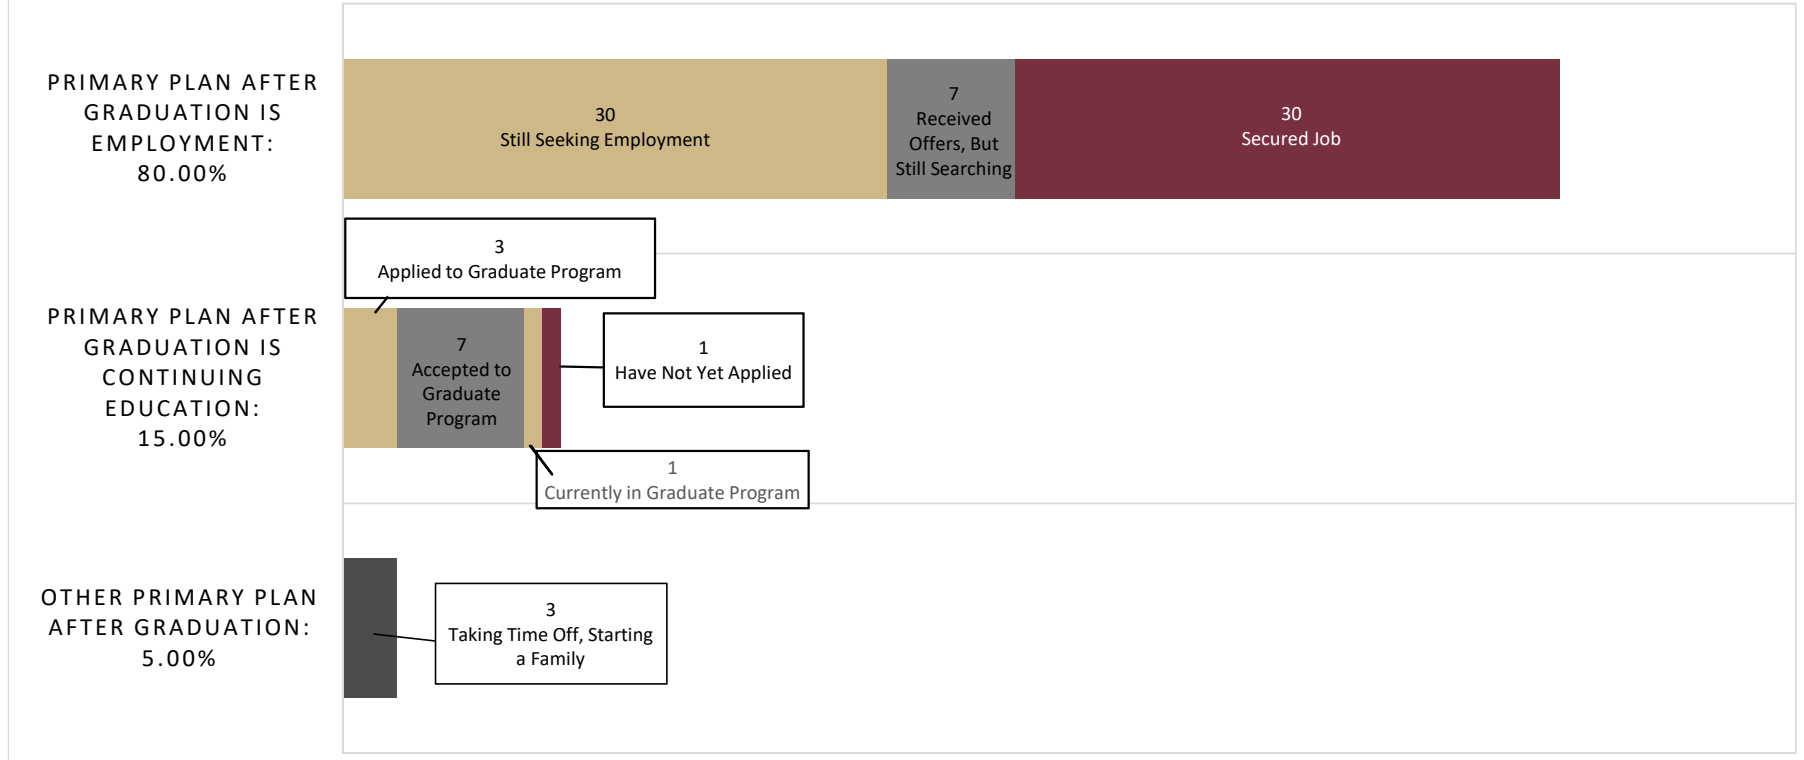 PRIMARY PLAN AFTER
GRADUATION IS
EMPLOYMENT:
80.00%
30
Still Seeking Employment
7
Received
Offers, But
Still Searching
30
Secured Job
3
Applied to Graduate Program
PRIMARY PLAN AFTER
GRADUATION IS
CONTINUING
EDUCATION:
15.00%
7
Accepted to
Graduate
Program
1
Have Not Yet Applied
1
Currently in Graduate Program
OTHER PRIMARY PLAN
AFTER GRADUATION:
5.00%
3
Taking Time Off, Starting
a Family